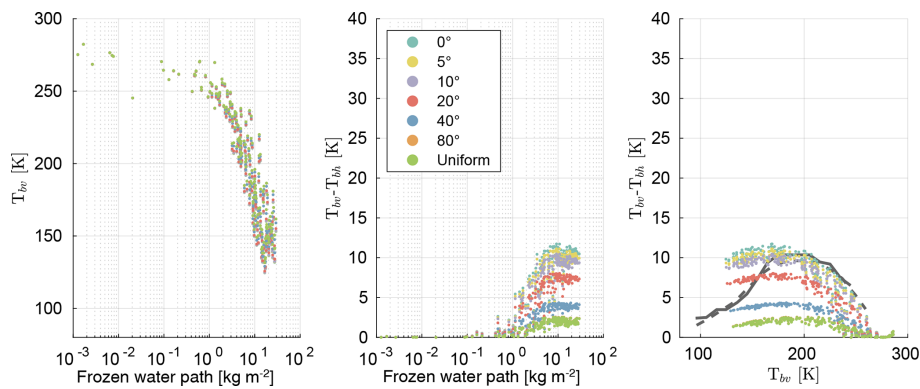 300
250
200
150
100
T_bv [K]
10^-3 10^-2 10^-1 10^0 10^1 10^2
Frozen water path [kg m^-2]
40
35
30
25
20
15
10
5
0
T_bv-T_bh [K]
0°
5°
10°
20°
40°
80°
Uniform
10^-3 10^-2 10^-1 10^0 10^1 10^2
Frozen water path [kg m^-2]
40
35
30
25
20
15
10
5
0
T_bv-T_bh [K]
100 200 300
T_bv [K]